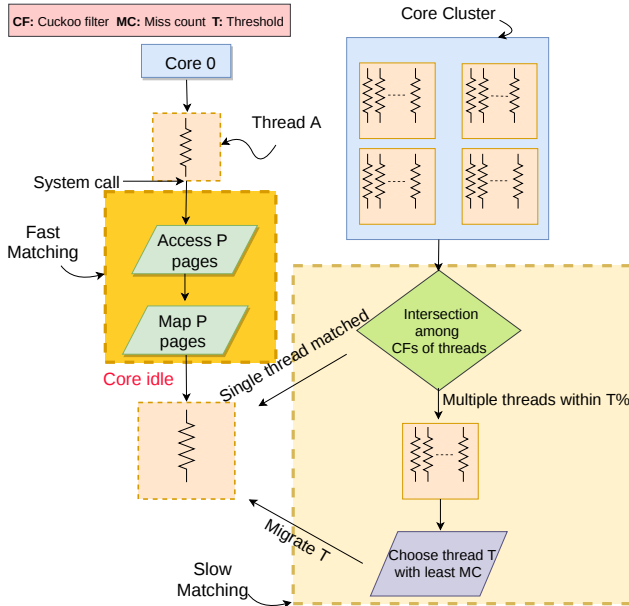 CF: Cuckoo filter MC: Miss count T: Threshold
Core Cluster
Core 0
Thread A
System call
Fast
Matching
Access P
pages
Map P
pages
Core idle
Single thread matched
Intersection
among
CFs of threads
Multiple threads within T%
Migrate T
Choose thread T
with least MC
Slow
Matching